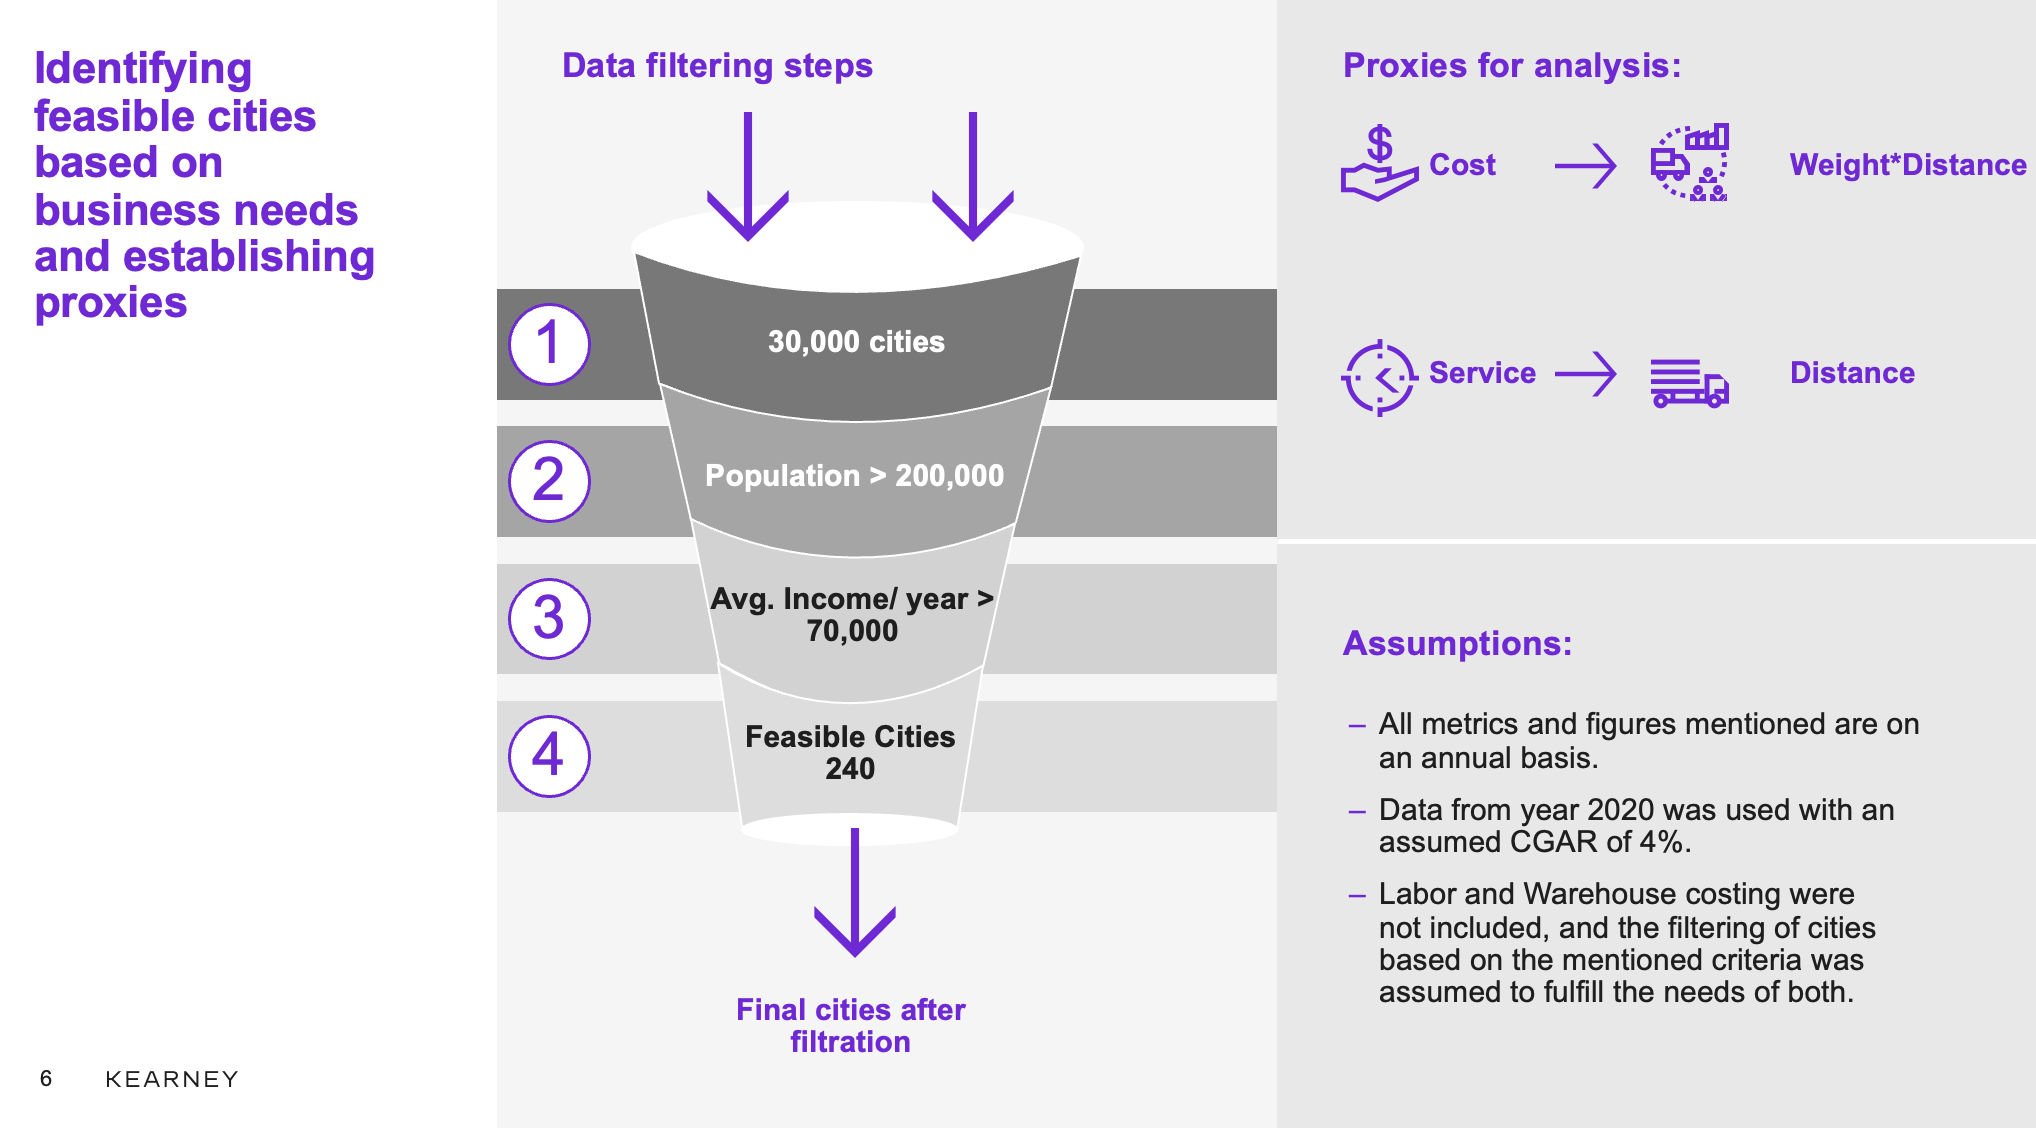 Identifying
feasible cities
based on
business needs
and establishing
proxies
Data filtering steps
1
30,000 cities
2
Population > 200,000
3
Avg. Income/ year >
70,000
4
Feasible Cities
240
Final cities after
filtration
Proxies for analysis:
$
Cost
Weight*Distance
Service
Distance
Assumptions:
– All metrics and figures mentioned are on
an annual basis.
– Data from year 2020 was used with an
assumed CGAR of 4%.
– Labor and Warehouse costing were
not included, and the filtering of cities
based on the mentioned criteria was
assumed to fulfill the needs of both.
6 KEARNEY